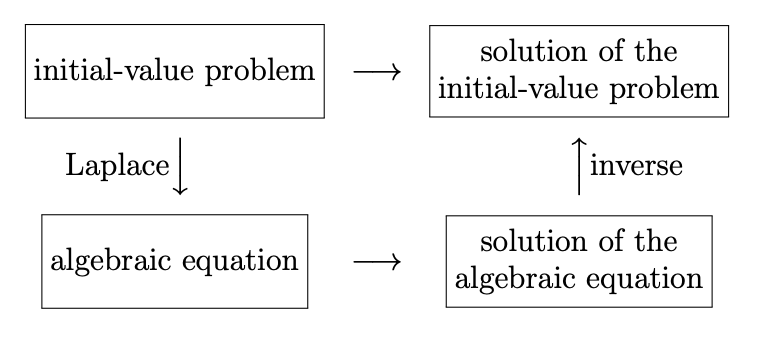 initial-value problem
solution of the
initial-value problem
Laplace
inverse
algebraic equation
solution of the
algebraic equation